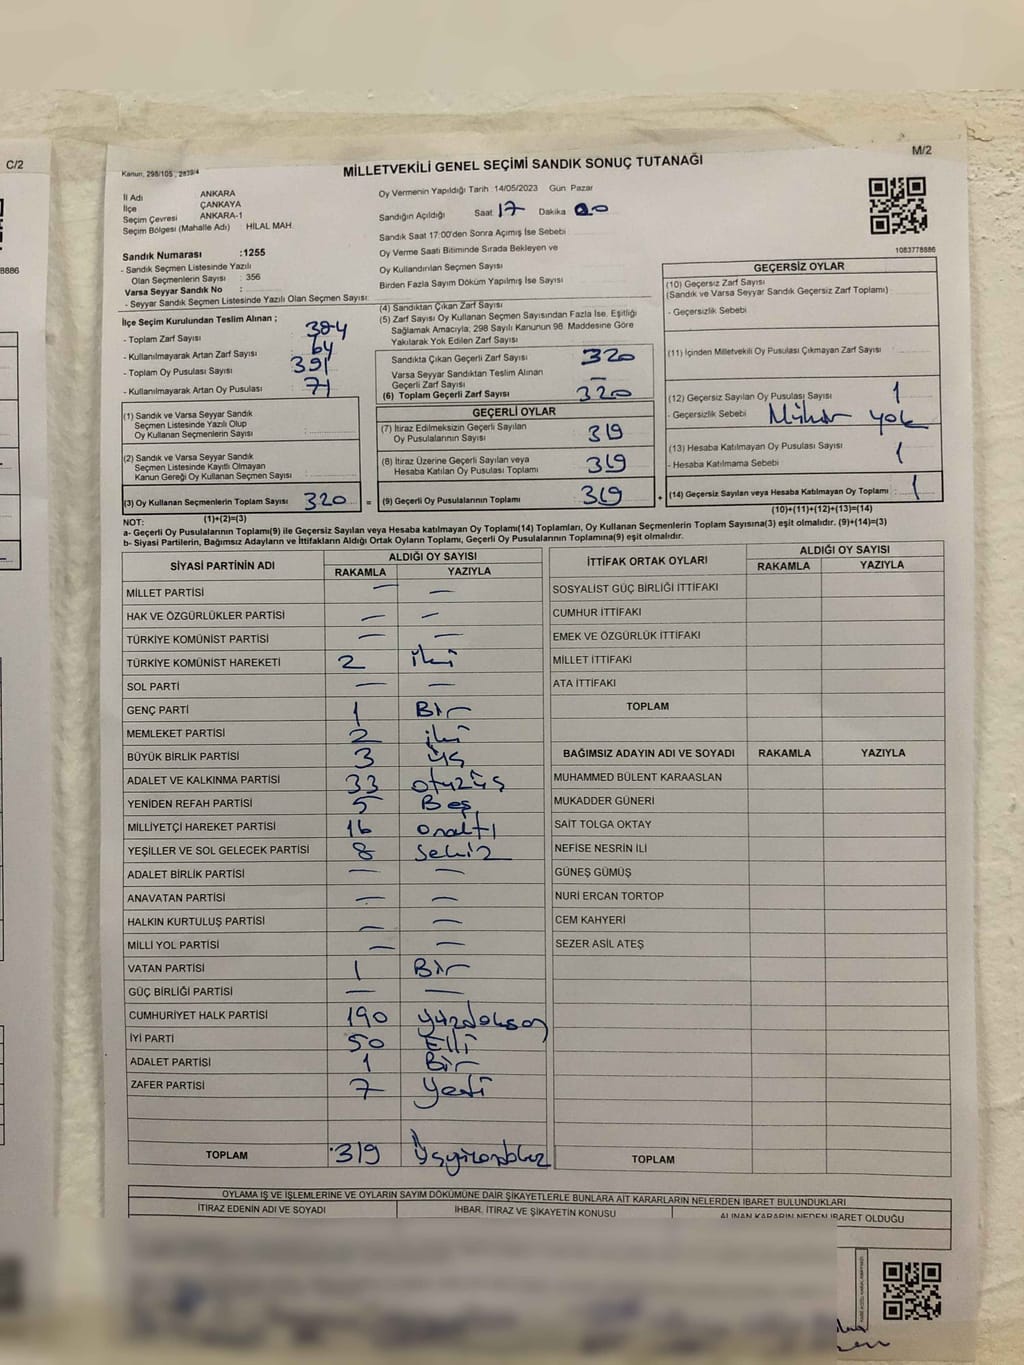 C/2
M/2
Kanun, 298/105 ; 2839/4
MİLLETVEKİLİ GENEL SEÇİMİ SANDIK SONUÇ TUTANAĞI
İl Adı ANKARA
İlçe ÇANKAYA
Seçim Çevresi ANKARA-1
Seçim Bölgesi (Mahalle Adı) HİLAL MAH.
Sandık Numarası :1255
- Sandık Seçmen Listesinde Yazılı
Olan Seçmenlerin Sayısı : 356
Varsa Seyyar Sandık No :
- Seyyar Sandık Seçmen Listesinde Yazılı Olan Seçmen Sayısı:
Oy Vermenin Yapıldığı Tarih 14/05/2023 Gün Pazar
Sandığın Açıldığı Saat 17 Dakika 00
Sandık Saat 17:00'den Sonra Açımış İse Sebebi
Oy Verme Saati Bitiminde Sırada Bekleyen ve
Oy Kullandırılan Seçmen Sayısı
Birden Fazla Sayım Döküm Yapılmış İse Sayısı
1083778886
8886
İlçe Seçim Kurulundan Teslim Alınan ;
- Toplam Zarf Sayısı 384
- Kullanılmayarak Artan Zarf Sayısı 64
- Toplam Oy Pusulası Sayısı 391
- Kullanılmayarak Artan Oy Pusulası 71
(1) Sandık ve Varsa Seyyar Sandık
Seçmen Listesinde Yazılı Olup
Oy Kullanan Seçmenlerin Sayısı
(2) Sandık ve Varsa Seyyar Sandık
Seçmen Listesinde Kayıtlı Olmayan
Kanun Gereği Oy Kullanan Seçmen Sayısı
(3) Oy Kullanan Seçmenlerin Toplam Sayısı 320 =
(1)+(2)=(3)
(4) Sandıktan Çıkan Zarf Sayısı
(5) Zarf Sayısı Oy Kullanan Seçmen Sayısından Fazla İse, Eşitliği
Sağlamak Amacıyla, 298 Sayılı Kanunun 98. Maddesine Göre
Yakılarak Yok Edilen Zarf Sayısı
Sandıkta Çıkan Geçerli Zarf Sayısı 320
Varsa Seyyar Sandıktan Teslim Alınan
Geçerli Zarf Sayısı —
(6) Toplam Geçerli Zarf Sayısı 320
GEÇERLİ OYLAR
(7) İtiraz Edilmeksizin Geçerli Sayılan
Oy Pusulalarının Sayısı 319
(8) İtiraz Üzerine Geçerli Sayılan veya
Hesaba Katılan Oy Pusulası Toplamı 319
(9) Geçerli Oy Pusulalarının Toplamı 319 +
GEÇERSİZ OYLAR
(10) Geçersiz Zarf Sayısı
(Sandık ve Varsa Seyyar Sandık Geçersiz Zarf Toplamı)
- Geçersizlik Sebebi
(11) İçinden Milletvekili Oy Pusulası Çıkmayan Zarf Sayısı
(12) Geçersiz Sayılan Oy Pusulası Sayısı 1
- Geçersizlik Sebebi Mühür yok
(13) Hesaba Katılmayan Oy Pusulası Sayısı 1
- Hesaba Katılmama Sebebi
(14) Geçersiz Sayılan veya Hesaba Katılmayan Oy Toplamı : 1
(10)+(11)+(12)+(13)=(14)
NOT:
a- Geçerli Oy Pusulalarının Toplamı(9) ile Geçersiz Sayılan veya Hesaba katılmayan Oy Toplamı(14) Toplamları, Oy Kullanan Seçmenlerin Toplam Sayısına(3) eşit olmalıdır. (9)+(14)=(3)
b- Siyasi Partilerin, Bağımsız Adayların ve İttifakların Aldığı Ortak Oyların Toplamı, Geçerli Oy Pusulalarının Toplamına(9) eşit olmalıdır.
SİYASİ PARTİNİN ADI ALDIĞI OY SAYISI
RAKAMLA YAZIYLA
MİLLET PARTİSİ — —
HAK VE ÖZGÜRLÜKLER PARTİSİ — —
TÜRKİYE KOMÜNİST PARTİSİ — —
TÜRKİYE KOMÜNİST HAREKETİ 2 iki
SOL PARTİ — —
GENÇ PARTİ 1 Bir
MEMLEKET PARTİSİ 2 iki
BÜYÜK BİRLİK PARTİSİ 3 üç
ADALET VE KALKINMA PARTİSİ 33 otuzüç
YENİDEN REFAH PARTİSİ 5 Beş
MİLLİYETÇİ HAREKET PARTİSİ 16 onaltı
YEŞİLLER VE SOL GELECEK PARTİSİ 8 sekiz
ADALET BİRLİK PARTİSİ — —
ANAVATAN PARTİSİ — —
HALKIN KURTULUŞ PARTİSİ — —
MİLLİ YOL PARTİSİ — —
VATAN PARTİSİ 1 Bir
GÜÇ BİRLİĞİ PARTİSİ — —
CUMHURİYET HALK PARTİSİ 190 yüzdoksan
İYİ PARTİ 50 Elli
ADALET PARTİSİ 1 Bir
ZAFER PARTİSİ 7 yedi
TOPLAM 319 Üçyüzondokuz
İTTİFAK ORTAK OYLARI ALDIĞI OY SAYISI
RAKAMLA YAZIYLA
SOSYALİST GÜÇ BİRLİĞİ İTTİFAKI
CUMHUR İTTİFAKI
EMEK VE ÖZGÜRLÜK İTTİFAKI
MİLLET İTTİFAKI
ATA İTTİFAKI
TOPLAM
BAĞIMSIZ ADAYIN ADI VE SOYADI RAKAMLA YAZIYLA
MUHAMMED BÜLENT KARAASLAN
MUKADDER GÜNERİ
SAİT TOLGA OKTAY
NEFİSE NESRİN İLİ
GÜNEŞ GÜMÜŞ
NURİ ERCAN TORTOP
CEM KAHYERİ
SEZER ASİL ATEŞ
TOPLAM
OYLAMA İŞ VE İŞLEMLERİNE VE OYLARIN SAYIM DÖKÜMÜNE DAİR ŞİKAYETLERLE BUNLARA AİT KARARLARIN NELERDEN İBARET BULUNDUKLARI
İTİRAZ EDENİN ADI VE SOYADI İHBAR, İTİRAZ VE ŞİKAYETİN KONUSU ALINAN KARARIN NEDEN İBARET OLDUĞU